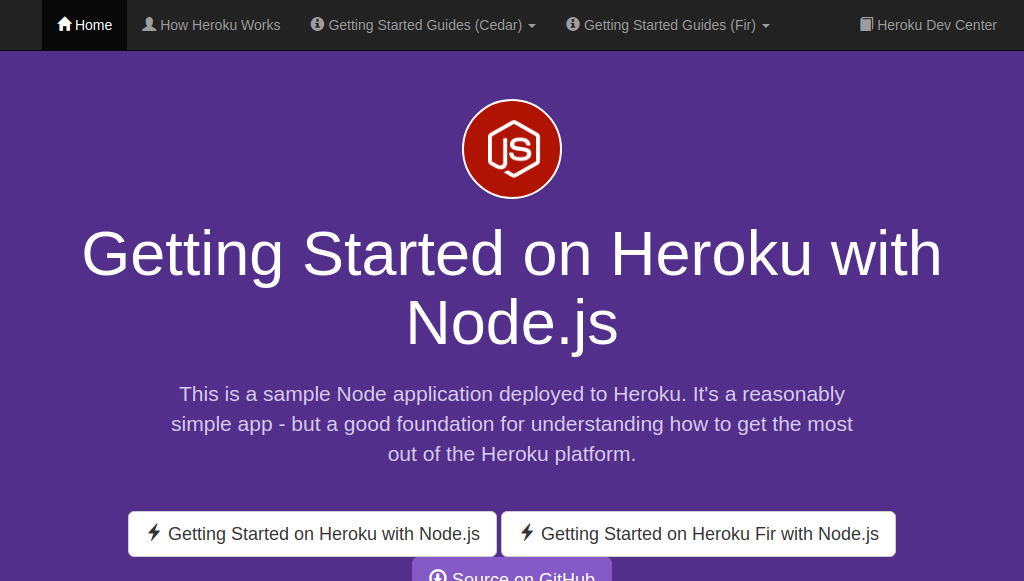 Home How Heroku Works Getting Started Guides (Cedar) Getting Started Guides (Fir) Heroku Dev Center
JS
Getting Started on Heroku with
Node.js
This is a sample Node application deployed to Heroku. It's a reasonably
simple app - but a good foundation for understanding how to get the most
out of the Heroku platform.
Getting Started on Heroku with Node.js Getting Started on Heroku Fir with Node.js
Source on GitHub